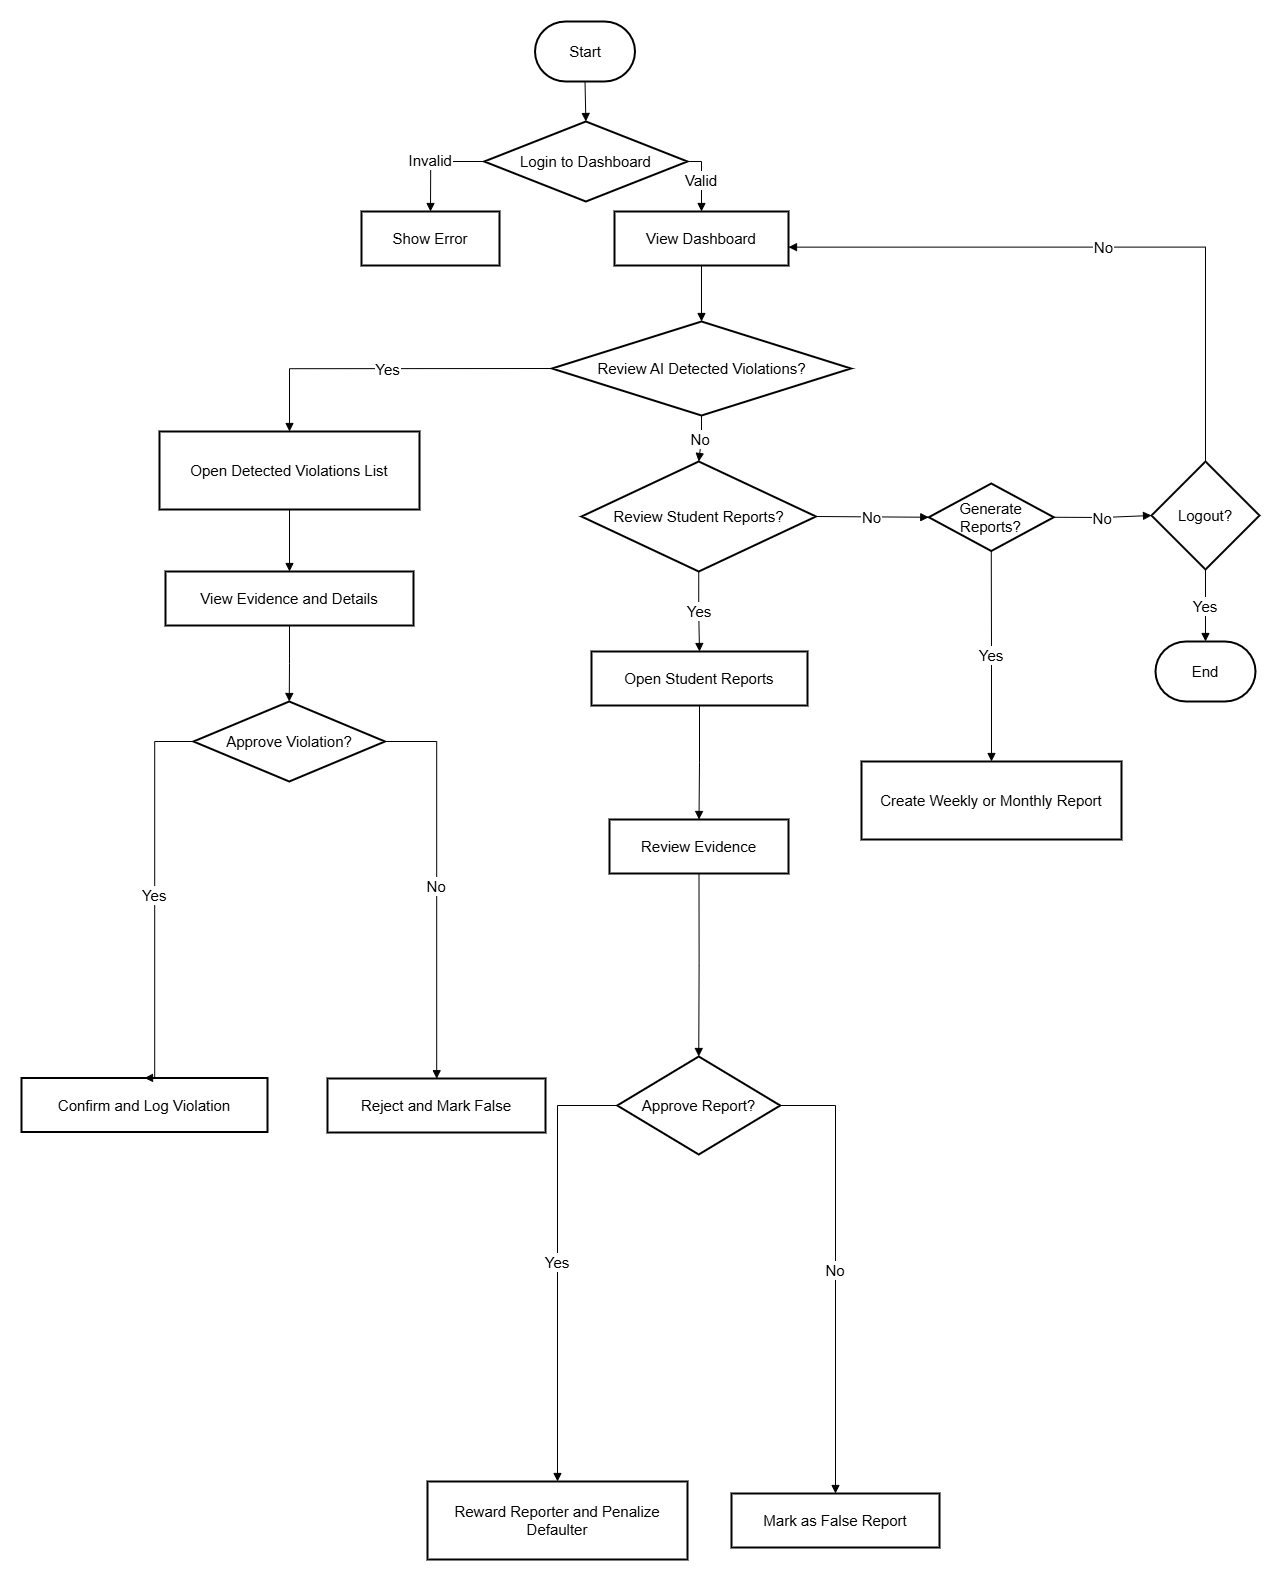 Start
Login to Dashboard
Invalid
Valid
Show Error
View Dashboard
No
Review AI Detected Violations?
Yes
No
Open Detected Violations List
Review Student Reports?
No
Generate
Reports?
No
Logout?
View Evidence and Details
Yes
Yes
Yes
Open Student Reports
End
Approve Violation?
Create Weekly or Monthly Report
Review Evidence
Yes
No
Confirm and Log Violation
Reject and Mark False
Approve Report?
Yes
No
Reward Reporter and Penalize
Defaulter
Mark as False Report